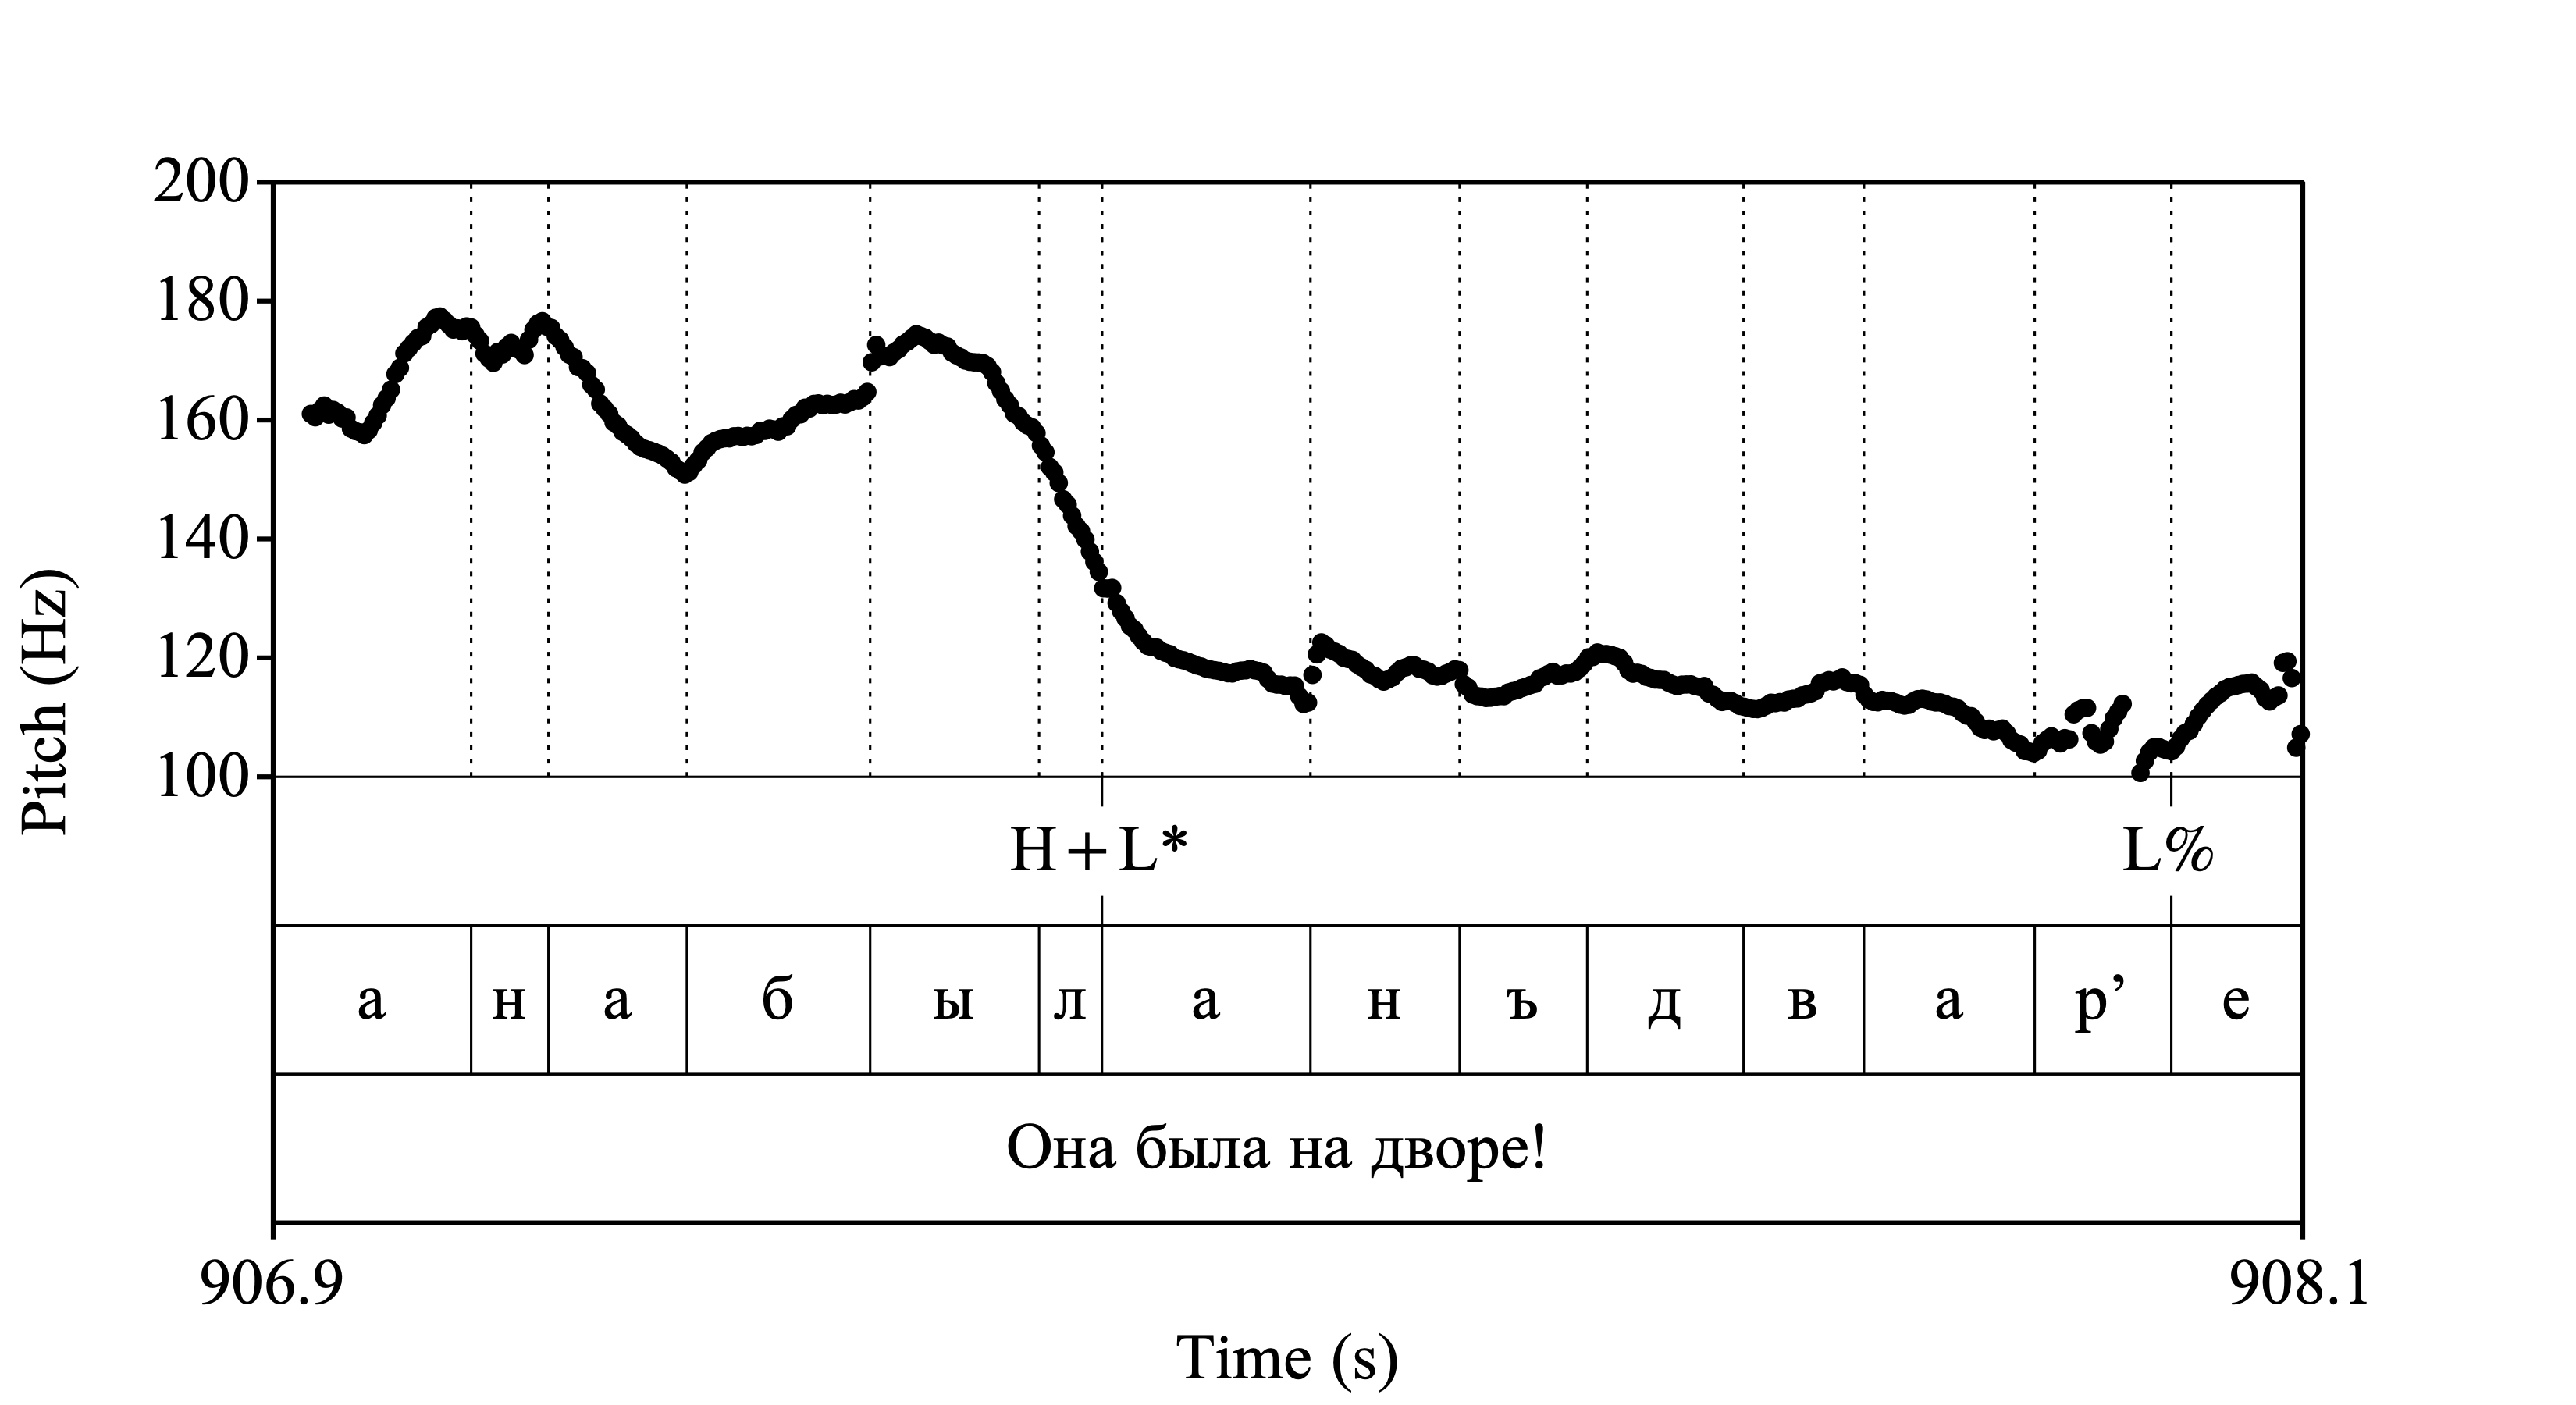 200
180
160
140
120
100
Pitch (Hz)
H+L* L%
а н а б ы л а н ъ д в а р’ е
Она была на дворе!
906.9 908.1
Time (s)